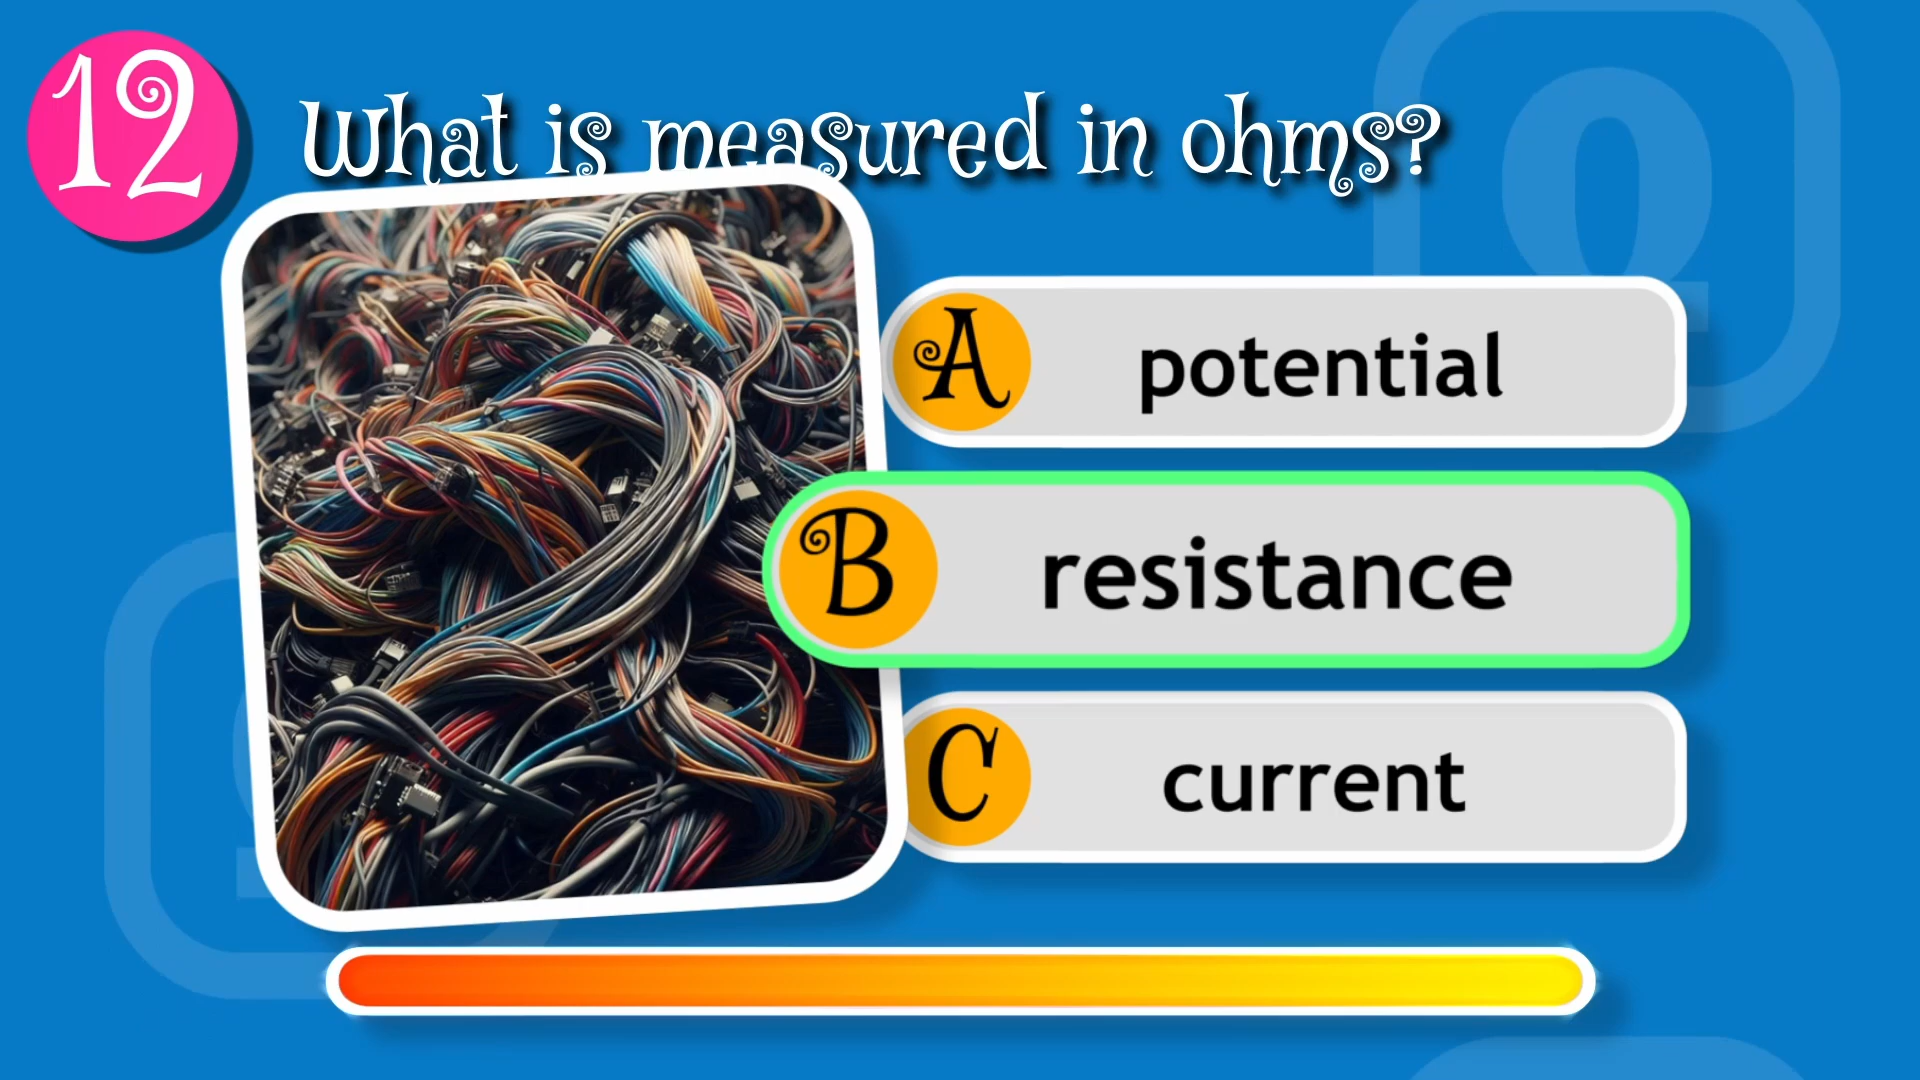 12
What is measured in ohms?
A potential
B resistance
C current